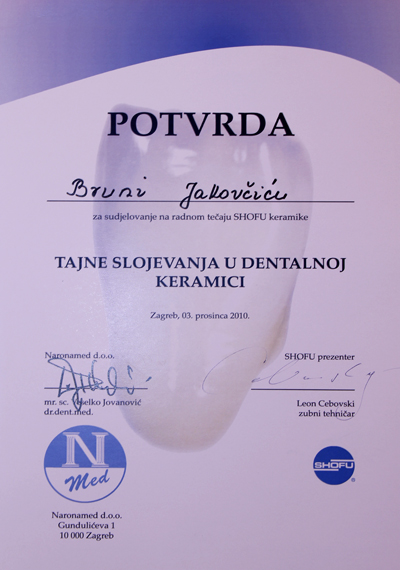 POTVRDA
Bruni Jakovčiću
za sudjelovanje na radnom tečaju SHOFU keramike
TAJNE SLOJEVANJA U DENTALNOJ
KERAMICI
Zagreb, 03. prosinca 2010.
Naronamed d.o.o.
mr. sc. Željko Jovanović
dr.dent.med.
SHOFU prezenter
Leon Cebovski
zubni tehničar
N
Med
SHOFU
®
Naronamed d.o.o.
Gundulićeva 1
10 000 Zagreb